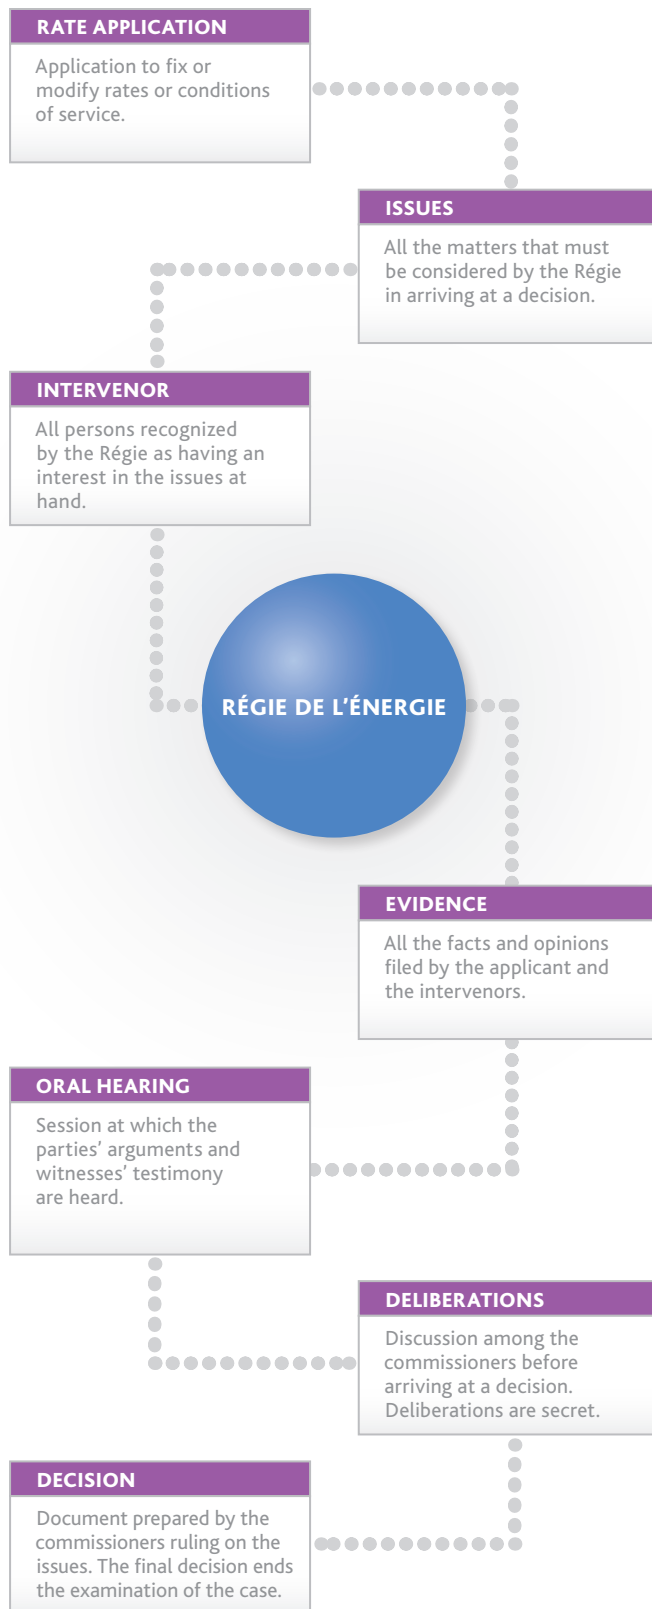 RATE APPLICATION
Application to fix or
modify rates or conditions
of service.
ISSUES
All the matters that must
be considered by the Régie
in arriving at a decision.
INTERVENOR
All persons recognized
by the Régie as having an
interest in the issues at
hand.
RÉGIE DE L’ÉNERGIE
EVIDENCE
All the facts and opinions
filed by the applicant and
the intervenors.
ORAL HEARING
Session at which the
parties’ arguments and
witnesses’ testimony
are heard.
DELIBERATIONS
Discussion among the
commissioners before
arriving at a decision.
Deliberations are secret.
DECISION
Document prepared by the
commissioners ruling on the
issues. The final decision ends
the examination of the case.